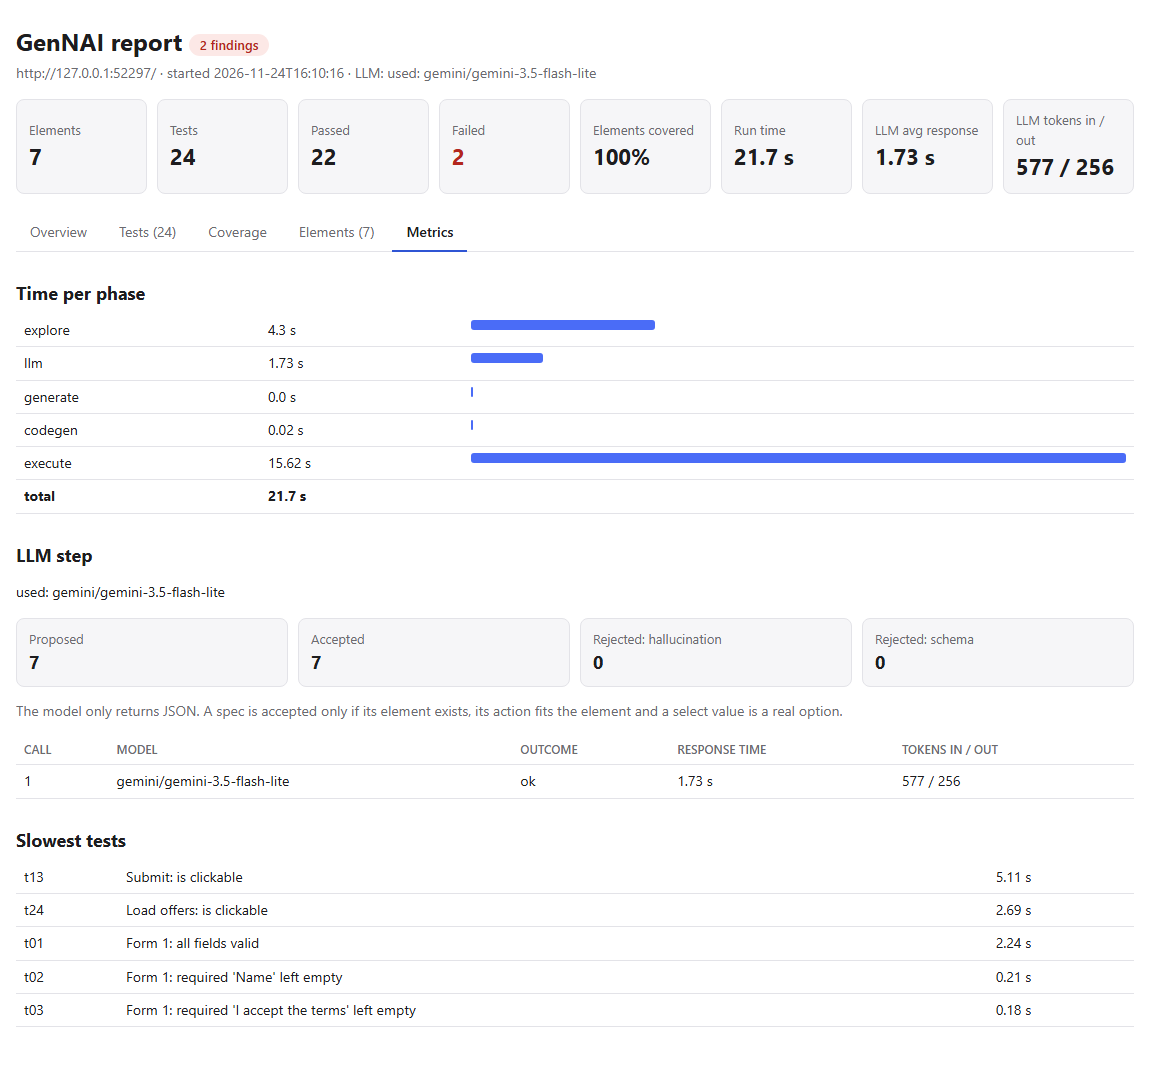 GenNAI report 2 findings
http://127.0.0.1:52297/ · started 2026-11-24T16:10:16 · LLM: used: gemini/gemini-3.5-flash-lite
Elements
7
Tests
24
Passed
22
Failed
2
Elements covered
100%
Run time
21.7 s
LLM avg response
1.73 s
LLM tokens in /
out
577 / 256
Overview Tests (24) Coverage Elements (7) Metrics
Time per phase
explore 4.3 s
llm 1.73 s
generate 0.0 s
codegen 0.02 s
execute 15.62 s
total 21.7 s
LLM step
used: gemini/gemini-3.5-flash-lite
Proposed
7
Accepted
7
Rejected: hallucination
0
Rejected: schema
0
The model only returns JSON. A spec is accepted only if its element exists, its action fits the element and a select value is a real option.
CALL MODEL OUTCOME RESPONSE TIME TOKENS IN / OUT
1 gemini/gemini-3.5-flash-lite ok 1.73 s 577 / 256
Slowest tests
t13 Submit: is clickable 5.11 s
t24 Load offers: is clickable 2.69 s
t01 Form 1: all fields valid 2.24 s
t02 Form 1: required 'Name' left empty 0.21 s
t03 Form 1: required 'I accept the terms' left empty 0.18 s